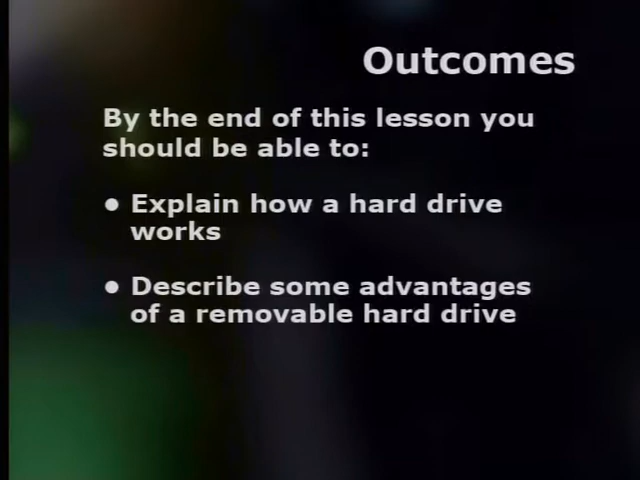 Outcomes
By the end of this lesson you
should be able to:
• Explain how a hard drive
works
• Describe some advantages
of a removable hard drive